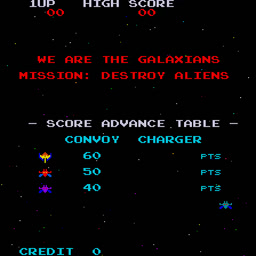 1UP HIGH SCORE
00 00
WE ARE THE GALAXIANS
MISSION: DESTROY ALIENS
— SCORE ADVANCE TABLE —
CONVOY CHARGER
60 PTS
50 PTS
40 PTS
CREDIT 0